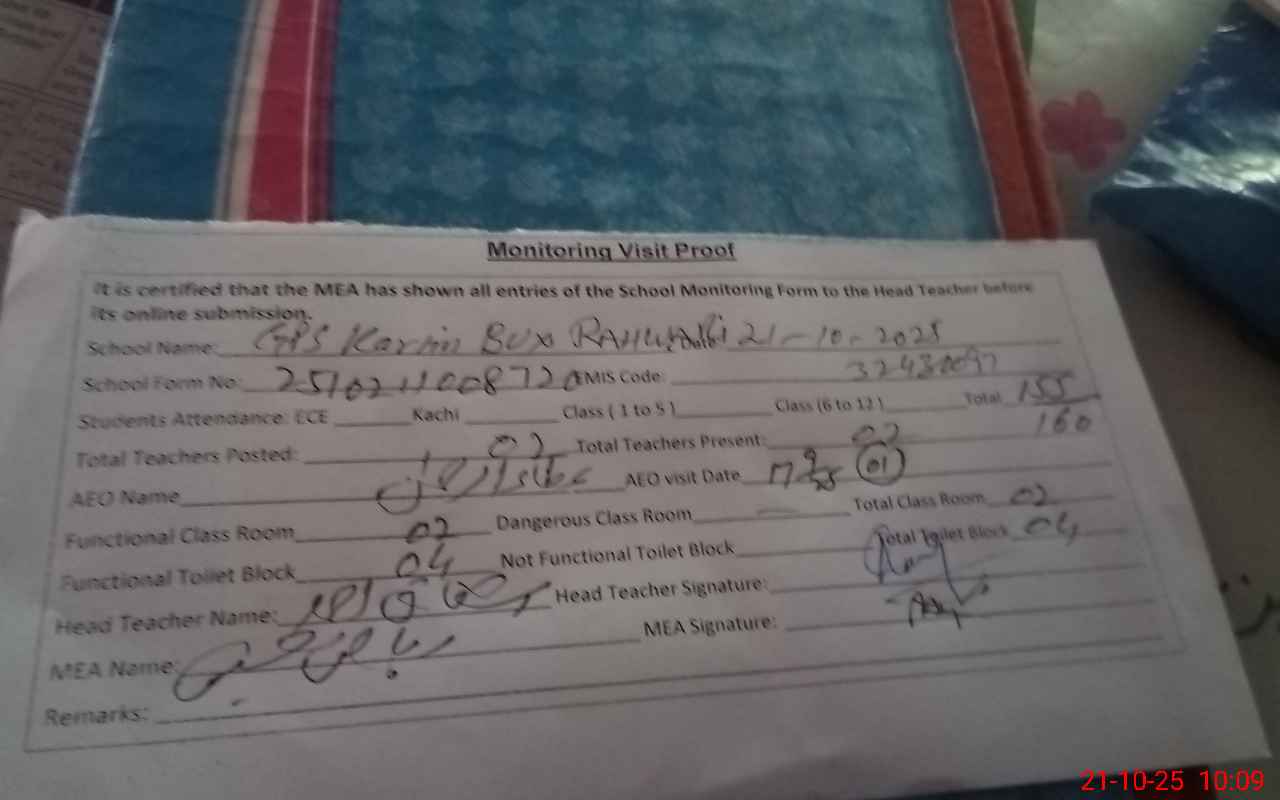 Monitoring Visit Proof
It is certified that the MEA has shown all entries of the School Monitoring Form to the Head Teacher before
its online submission.
School Name: GPS Karim Bux 21-10-2025
School Form No: EMIS Code:
Students Attendance: ECE Kachi Class (1 to 5) Class (6 to 12) Total 155
160
Total Teachers Posted: 02 Total Teachers Present: 02
AEO Name AEO visit Date 01
Functional Class Room 02 Dangerous Class Room Total Class Room 02
Functional Toilet Block 04 Not Functional Toilet Block Total Toilet Block 04
Head Teacher Name: Head Teacher Signature:
MEA Name: MEA Signature:
Remarks:
21-10-25 10:09